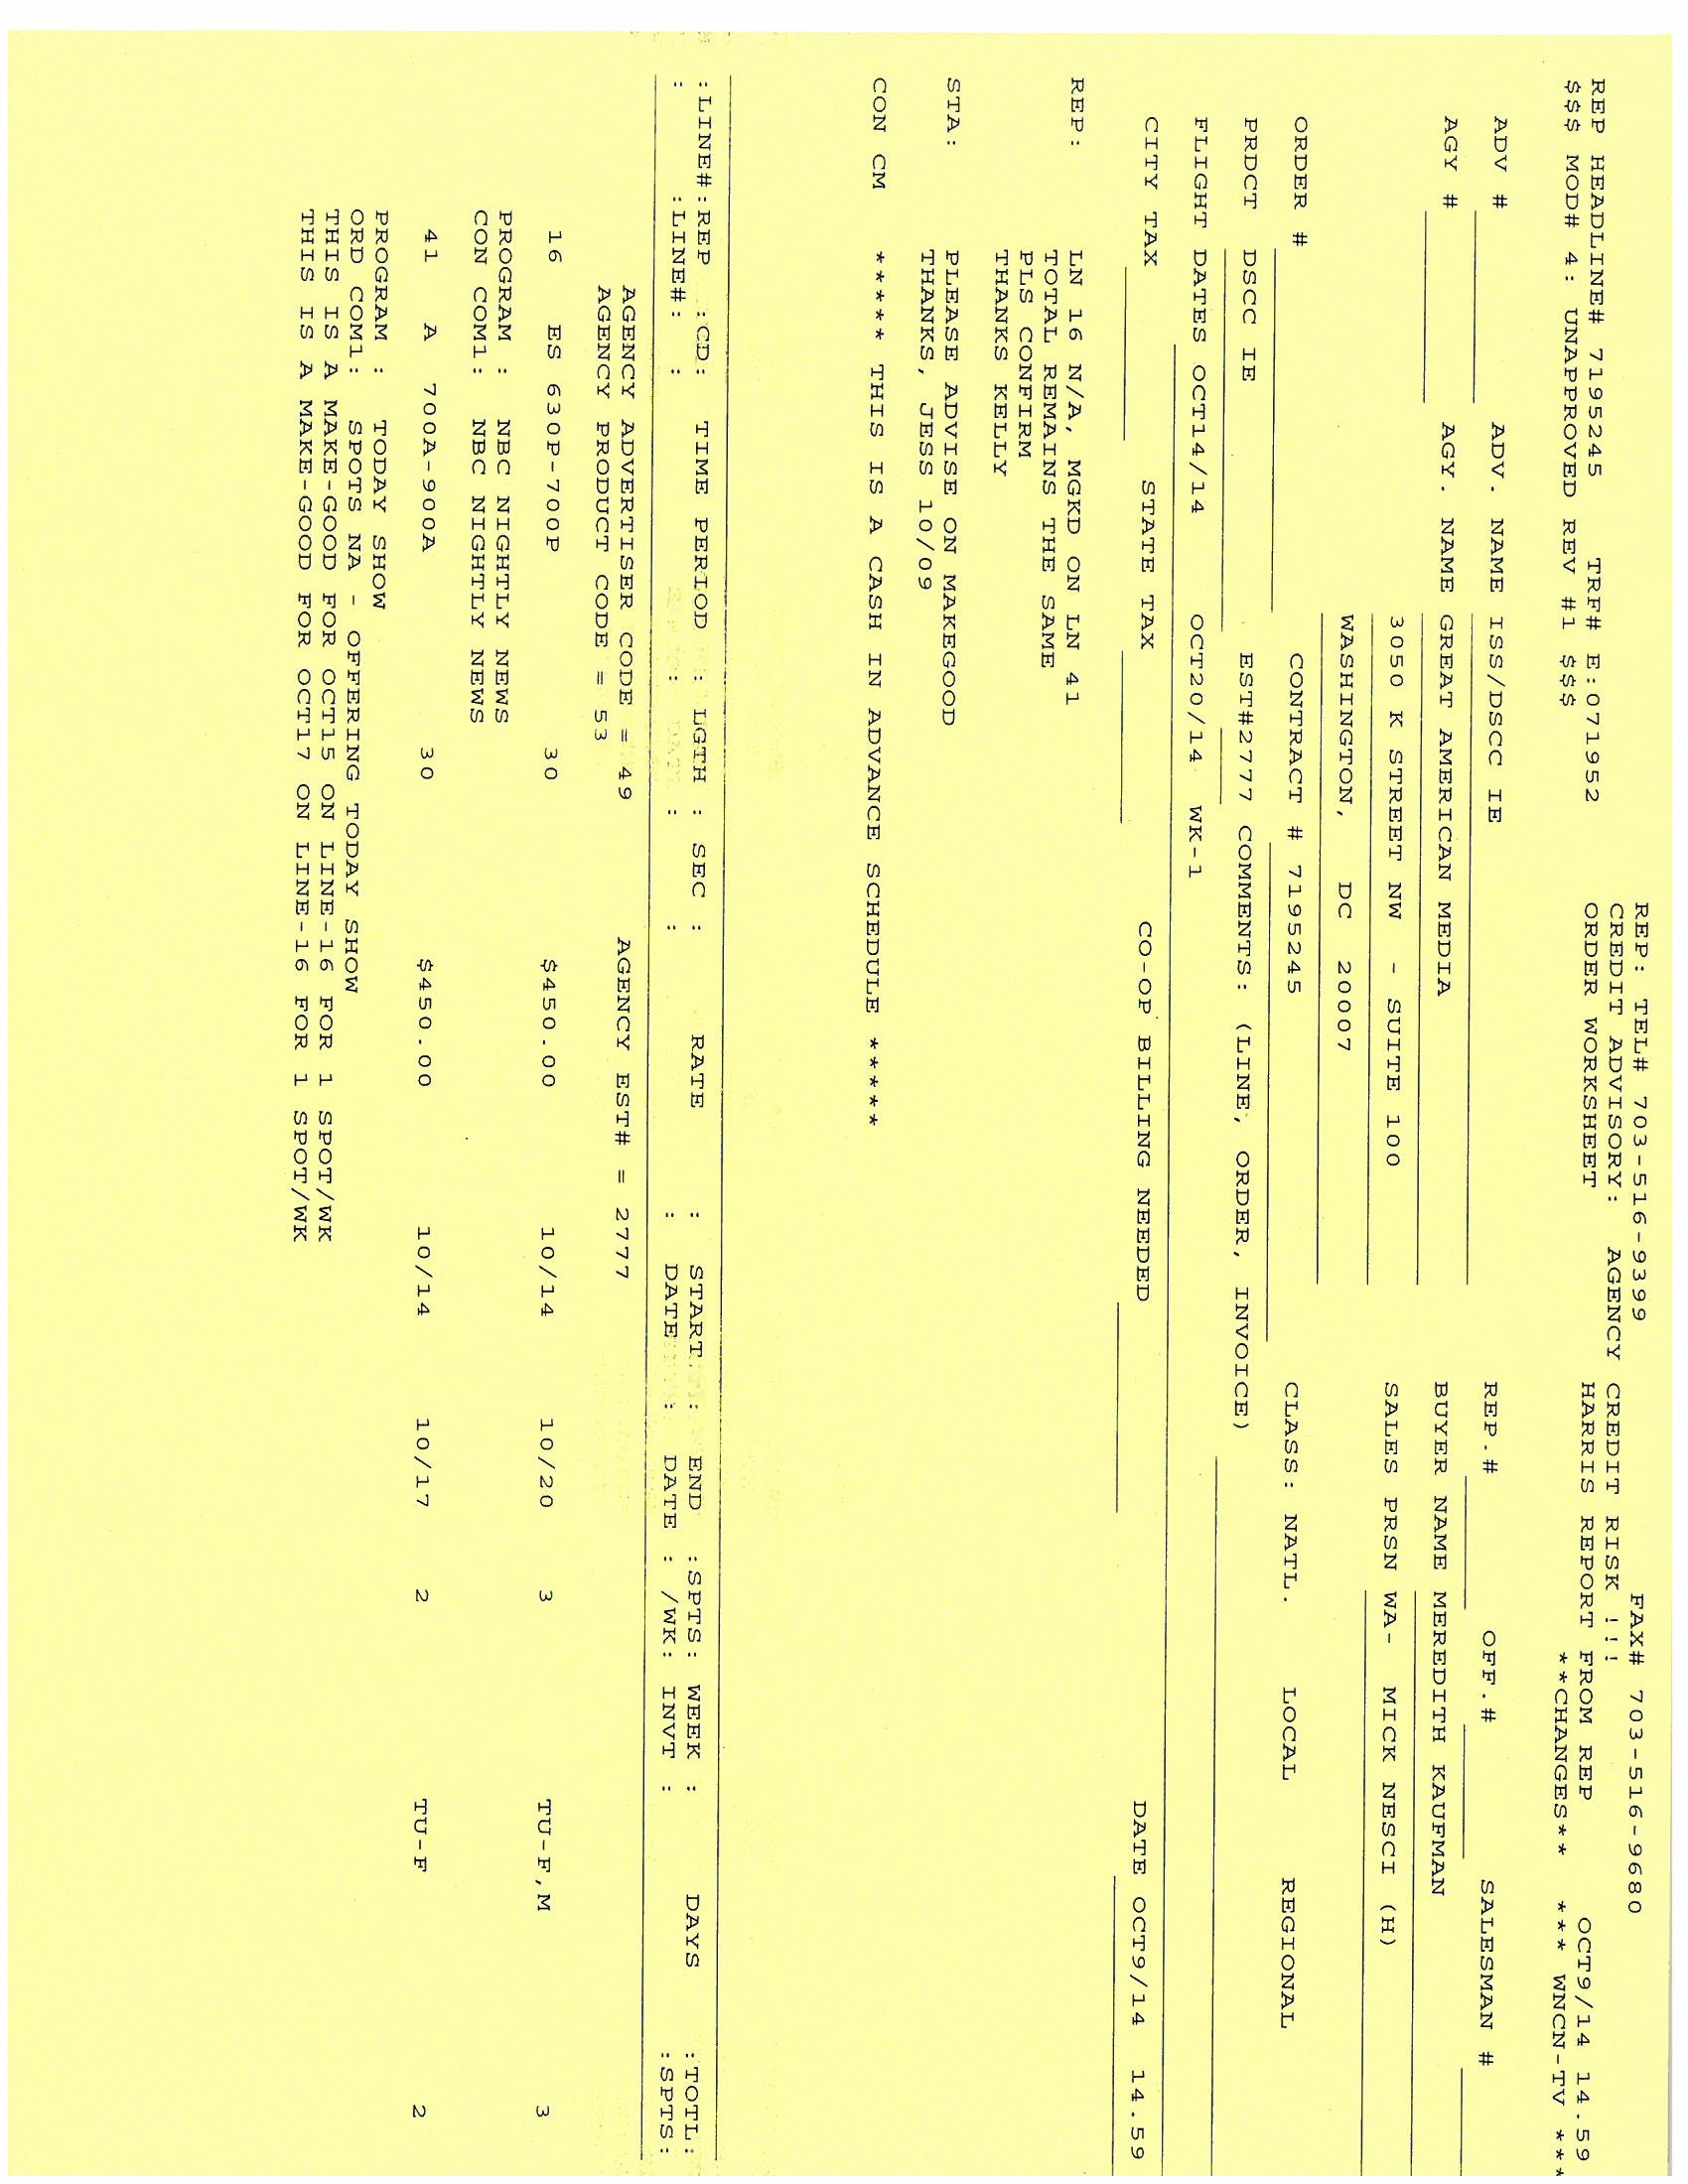 REP: TEL# 703-516-9399 FAX# 703-516-9680
CREDIT ADVISORY: AGENCY CREDIT RISK !!!
REP HEADLINE# 7195245 TRF# E:071952 ORDER WORKSHEET HARRIS REPORT FROM REP OCT9/14 14.59
$$$ MOD# 4: UNAPPROVED REV #1 $$$ **CHANGES** *** WNCN-TV ***
ADV # ADV. NAME ISS/DSCC IE REP.# OFF.# SALESMAN #
AGY # AGY. NAME GREAT AMERICAN MEDIA BUYER NAME MEREDITH KAUFMAN
3050 K STREET NW - SUITE 100 SALES PRSN WA- MICK NESCI (H)
WASHINGTON, DC 20007
ORDER # CONTRACT # 7195245 CLASS: NATL. LOCAL REGIONAL
PRDCT DSCC IE EST#2777 COMMENTS: (LINE, ORDER, INVOICE)
FLIGHT DATES OCT14/14 OCT20/14 WK-1
CITY TAX STATE TAX CO-OP BILLING NEEDED DATE OCT9/14 14.59
REP: LN 16 N/A, MGKD ON LN 41
TOTAL REMAINS THE SAME
PLS CONFIRM
THANKS KELLY
STA: PLEASE ADVISE ON MAKEGOOD
THANKS, JESS 10/09
CON CM ***** THIS IS A CASH IN ADVANCE SCHEDULE *****
:LINE#:REP :CD: TIME PERIOD : LGTH : SEC : RATE : START : END :SPTS: WEEK : DAYS :TOTL:
: :LINE#: : : : : : DATE : DATE : /WK: INVT : :SPTS:
AGENCY ADVERTISER CODE = 49 AGENCY EST# = 2777
AGENCY PRODUCT CODE = 53
16 ES 630P-700P 30 $450.00 10/14 10/20 3 TU-F,M 3
PROGRAM : NBC NIGHTLY NEWS
CON COM1: NBC NIGHTLY NEWS
41 A 700A-900A 30 $450.00 10/14 10/17 2 TU-F 2
PROGRAM : TODAY SHOW
ORD COM1: SPOTS NA - OFFERING TODAY SHOW
THIS IS A MAKE-GOOD FOR OCT15 ON LINE-16 FOR 1 SPOT/WK
THIS IS A MAKE-GOOD FOR OCT17 ON LINE-16 FOR 1 SPOT/WK